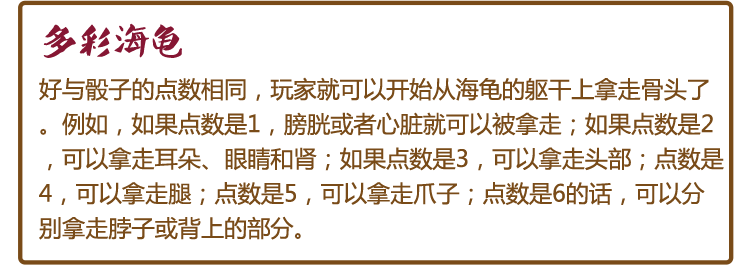 多彩海龟
好与骰子的点数相同，玩家就可以开始从海龟的躯干上拿走骨头了
。例如，如果点数是1，膀胱或者心脏就可以被拿走；如果点数是2
，可以拿走耳朵、眼睛和肾；如果点数是3，可以拿走头部；点数是
4，可以拿走腿；点数是5，可以拿走爪子；点数是6的话，可以分
别拿走脖子或背上的部分。